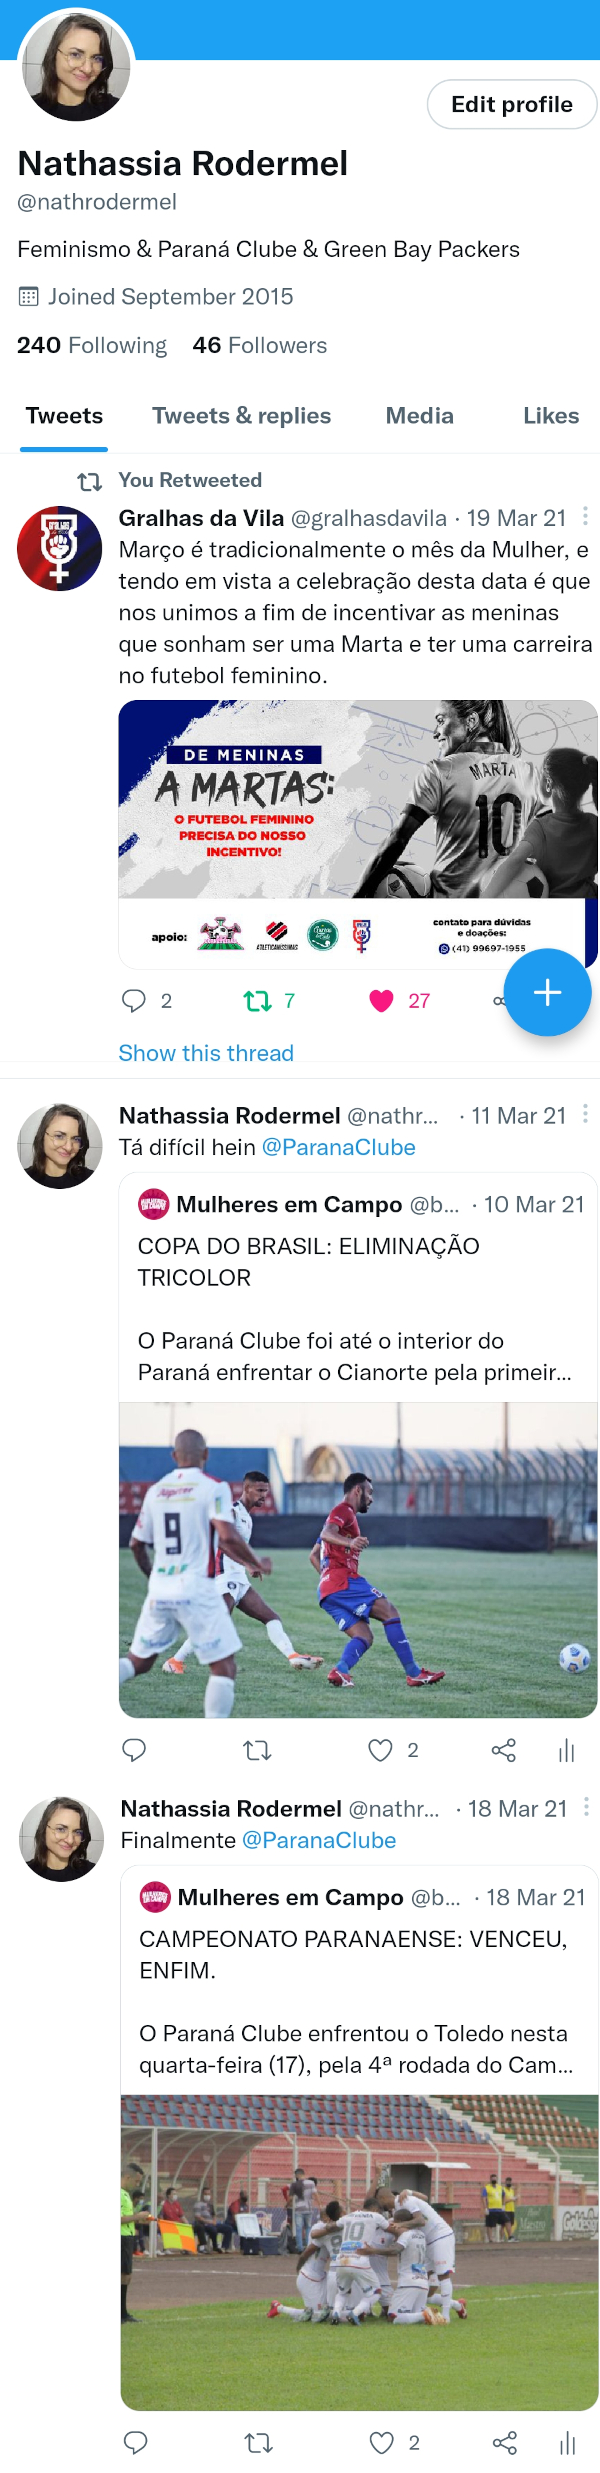 Edit profile
Nathassia Rodermel
@nathrodermel
Feminismo & Paraná Clube & Green Bay Packers
Joined September 2015
240 Following 46 Followers
Tweets Tweets & replies Media Likes
You Retweeted
Gralhas da Vila @gralhasdavila · 19 Mar 21
Março é tradicionalmente o mês da Mulher, e
tendo em vista a celebração desta data é que
nos unimos a fim de incentivar as meninas
que sonham ser uma Marta e ter uma carreira
no futebol feminino.
DE MENINAS
A MARTAS:
O FUTEBOL FEMININO
PRECISA DO NOSSO
INCENTIVO!
MARTA
10
apoio:
ATLETICANÍSSIMAS
contato para dúvidas
e doações:
(41) 99697-1955
2 7 27
Show this thread
Nathassia Rodermel @nathr... · 11 Mar 21
Tá difícil hein @ParanaClube
Mulheres em Campo @b... · 10 Mar 21
COPA DO BRASIL: ELIMINAÇÃO
TRICOLOR
O Paraná Clube foi até o interior do
Paraná enfrentar o Cianorte pela primeir...
9
2
Nathassia Rodermel @nathr... · 18 Mar 21
Finalmente @ParanaClube
Mulheres em Campo @b... · 18 Mar 21
CAMPEONATO PARANAENSE: VENCEU,
ENFIM.
O Paraná Clube enfrentou o Toledo nesta
quarta-feira (17), pela 4ª rodada do Cam...
10
2